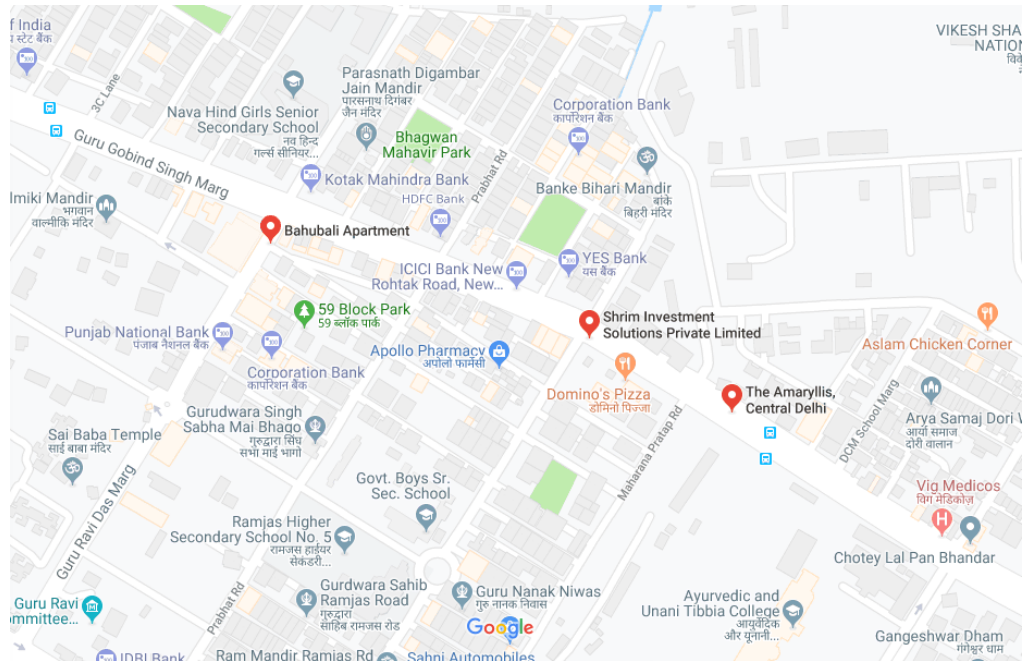 f India
य स्टेट बैंक
3C Lane
Parasnath Digambar
Jain Mandir
पारसनाथ दिगंबर
जैन मंदिर
VIKESH SHA
NATION
विवे
Nava Hind Girls Senior
Secondary School
नव हिन्द
गर्ल्स सीनियर...
Corporation Bank
कार्पोरेशन बैंक
Guru Gobind Singh Marg
Bhagwan
Mahavir Park
Prabhat Rd
Kotak Mahindra Bank
HDFC Bank
Banke Bihari Mandir
बांके
बिहरी मंदिर
lmiki Mandir
भगवान
वाल्मीकि मंदिर
Bahubali Apartment
YES Bank
यस बैंक
ICICI Bank New
Rohtak Road, New...
59 Block Park
59 ब्लॉक पार्क
Shrim Investment
Solutions Private Limited
Punjab National Bank
पंजाब नैशनल बैंक
Aslam Chicken Corner
Apollo Pharmacy
अपोलो फार्मेसी
Corporation Bank
कार्पोरेशन बैंक
Domino's Pizza
डोमिनो पिज्जा
The Amaryllis,
Central Delhi
Gurudwara Singh
Sabha Mai Bhago
गुरुद्वारा सिंघ
सभा माई भागो
DCM School Marg
Arya Samaj Dori W
आर्या समाज
दोरी वालान
Sai Baba Temple
साई बाबा मंदिर
Maharana Pratap Rd
Govt. Boys Sr.
Sec. School
Vig Medicos
विग मेडिकोज़
Guru Ravi Das Marg
Ramjas Higher
Secondary School No. 5
रामजस हाईयर
सेकंडरी...
Chotey Lal Pan Bhandar
Guru Ravi
ommittee...
Prabhat Rd
Gurdwara Sahib
Ramjas Road
गुरुद्वारा
साहिब रामजस रोड
Guru Nanak Niwas
गुरु नानक निवास
Ayurvedic and
Unani Tibbia College
आयुर्वेदिक
और यूनानी...
Google
Gangeshwar Dham
गंगेश्वर धाम
IDBI Bank
Ram Mandir Ramjas Rd
Sahni Automobiles